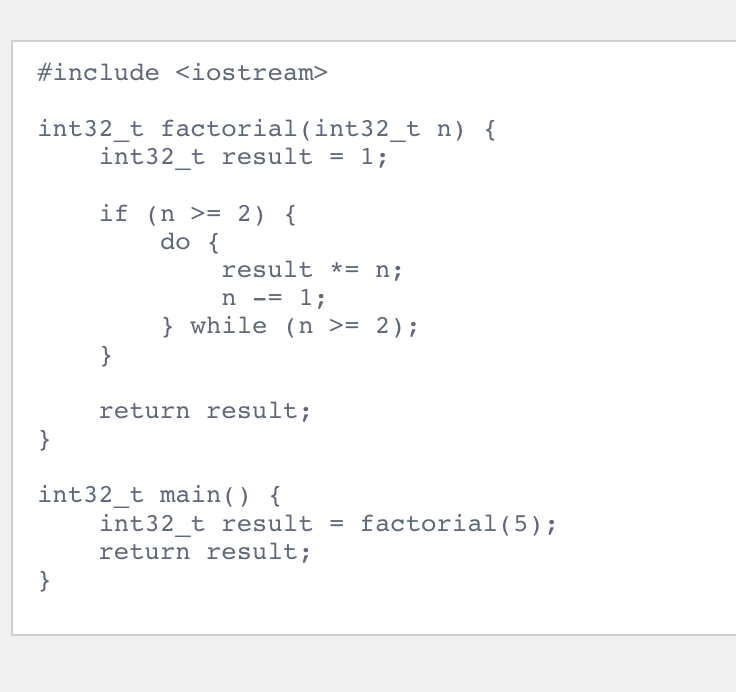 #include <iostream>

int32_t factorial(int32_t n) {
    int32_t result = 1;

    if (n >= 2) {
        do {
            result *= n;
            n -= 1;
        } while (n >= 2);
    }

    return result;
}

int32_t main() {
    int32_t result = factorial(5);
    return result;
}